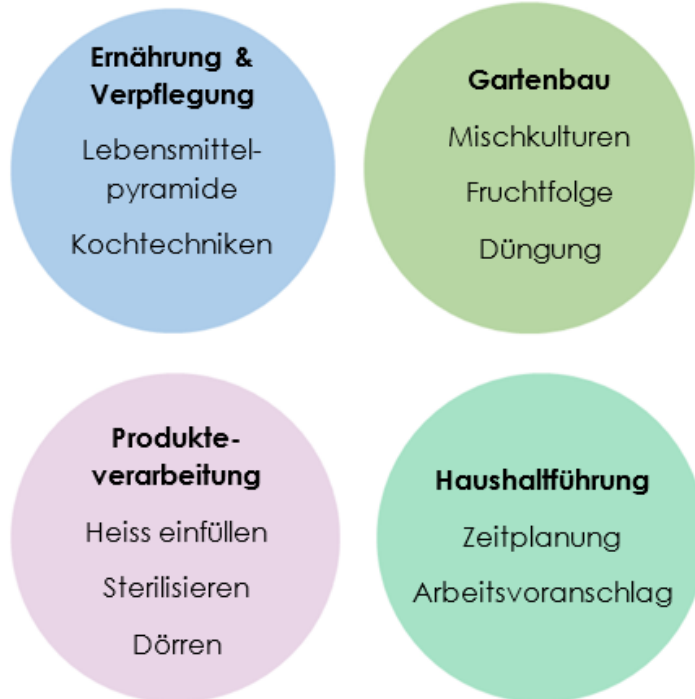 Ernährung &
Verpflegung
Lebensmittel-
pyramide
Kochtechniken
Gartenbau
Mischkulturen
Fruchtfolge
Düngung
Produkte-
verarbeitung
Heiss einfüllen
Sterilisieren
Dörren
Haushaltführung
Zeitplanung
Arbeitsvoranschlag